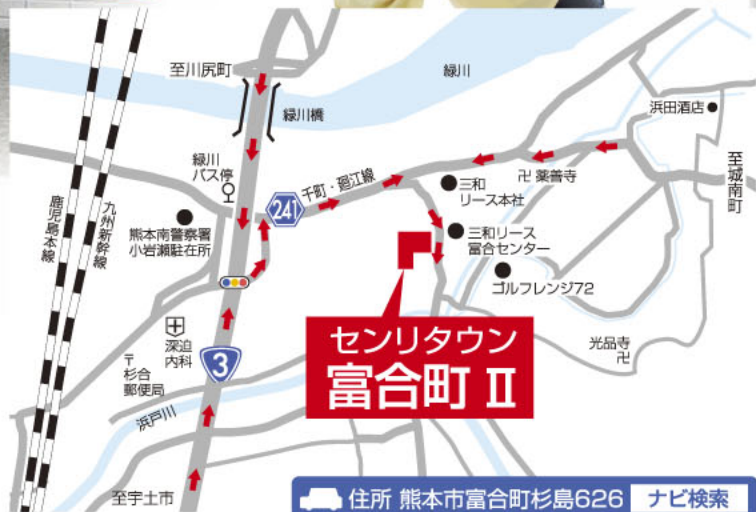 至川尻町
緑川
緑川橋
浜田酒店
緑川
バス停
千町・廻江線
卍 薬善寺
至城南町
241
三和
リース本社
鹿児島本線
九州新幹線
熊本南警察署
小岩瀬駐在所
三和リース
富合センター
ゴルフレンジ72
センリタウン
富合町 Ⅱ
光品寺
卍
深迫
内科
3
〒
杉合
郵便局
浜戸川
至宇土市
住所 熊本市富合町杉島626
ナビ検索